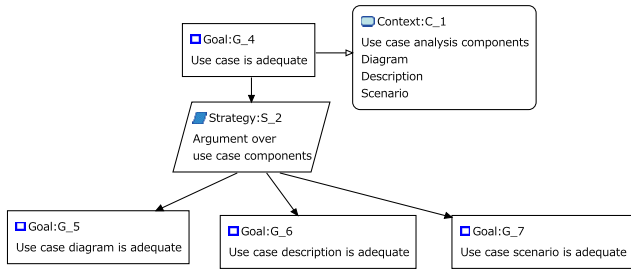 Goal:G_4
Use case is adequate
Context:C_1
Use case analysis components
Diagram
Description
Scenario
Strategy:S_2
Argument over
use case components
Goal:G_5
Use case diagram is adequate
Goal:G_6
Use case description is adequate
Goal:G_7
Use case scenario is adequate